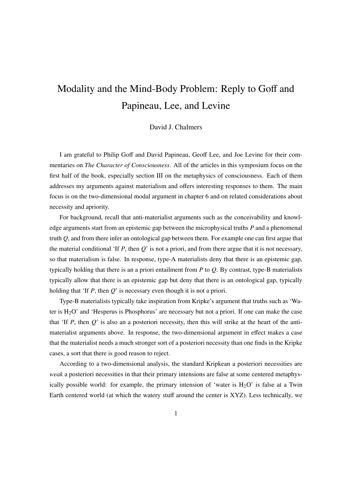 Modality and the Mind-Body Problem: Reply to Goff and
Papineau, Lee, and Levine
David J. Chalmers
I am grateful to Philip Goff and David Papineau, Geoff Lee, and Joe Levine for their com-
mentaries on The Character of Consciousness. All of the articles in this symposium focus on the
first half of the book, especially section III on the metaphysics of consciousness. Each of them
addresses my arguments against materialism and offers interesting responses to them. The main
focus is on the two-dimensional modal argument in chapter 6 and on related considerations about
necessity and apriority.
For background, recall that anti-materialist arguments such as the conceivability and knowl-
edge arguments start from an epistemic gap between the microphysical truths P and a phenomenal
truth Q, and from there infer an ontological gap between them. For example one can first argue that
the material conditional 'If P, then Q' is not a priori, and from there argue that it is not necessary,
so that materialism is false. In response, type-A materialists deny that there is an epistemic gap,
typically holding that there is an a priori entailment from P to Q. By contrast, type-B materialists
typically allow that there is an epistemic gap but deny that there is an ontological gap, typically
holding that 'If P, then Q' is necessary even though it is not a priori.
Type-B materialists typically take inspiration from Kripke's argument that truths such as 'Wa-
ter is H2O' and 'Hesperus is Phosphorus' are necessary but not a priori. If one can make the case
that 'If P, then Q' is also an a posteriori necessity, then this will strike at the heart of the anti-
materialist arguments above. In response, the two-dimensional argument in effect makes a case
that the materialist needs a much stronger sort of a posteriori necessity than one finds in the Kripke
cases, a sort that there is good reason to reject.
According to a two-dimensional analysis, the standard Kripkean a posteriori necessities are
weak a posteriori necessities in that their primary intensions are false at some centered metaphys-
ically possible world: for example, the primary intension of 'water is H2O' is false at a Twin
Earth centered world (at which the watery stuff around the center is XYZ). Less technically, we
1